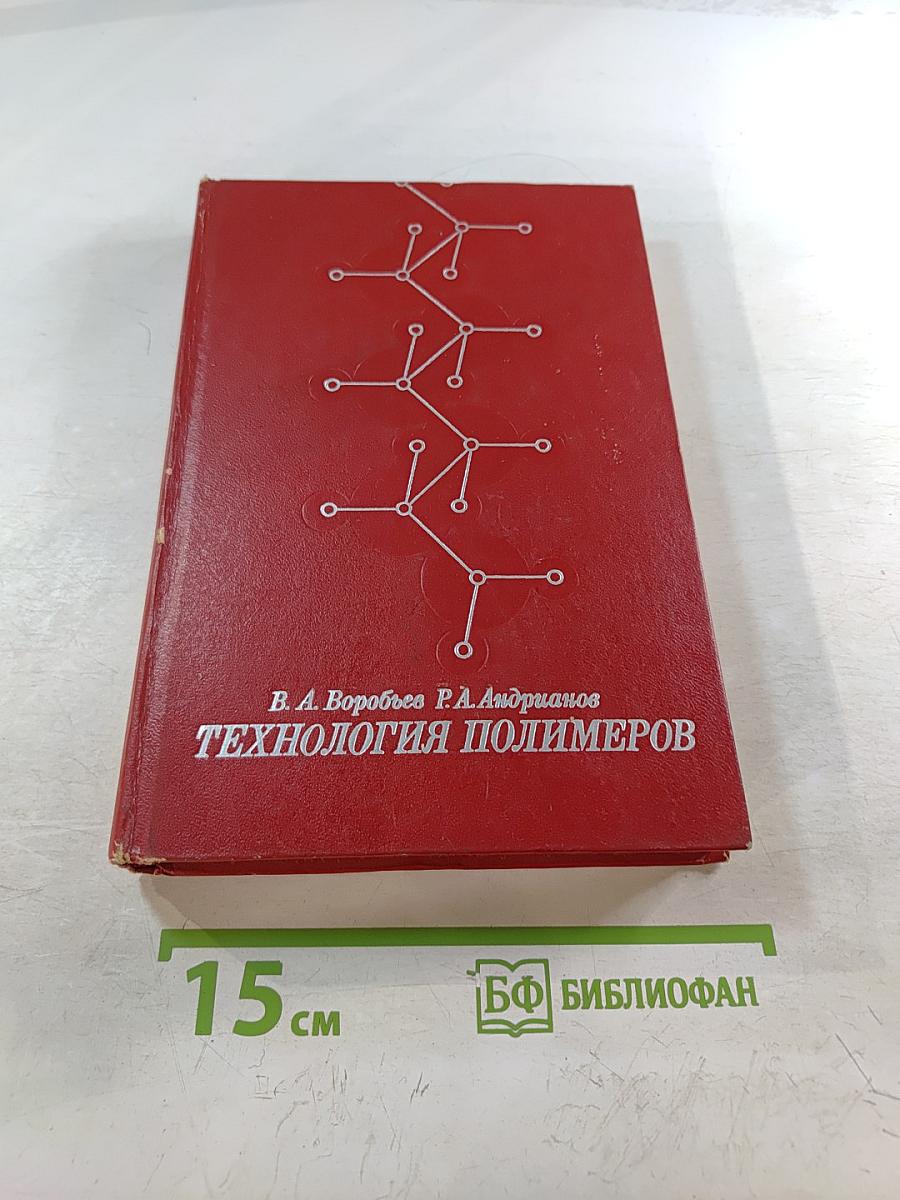 В. А. Воробьев Р. А. Андрианов
ТЕХНОЛОГИЯ ПОЛИМЕРОВ
15 см
БФ БИБЛИОФАН